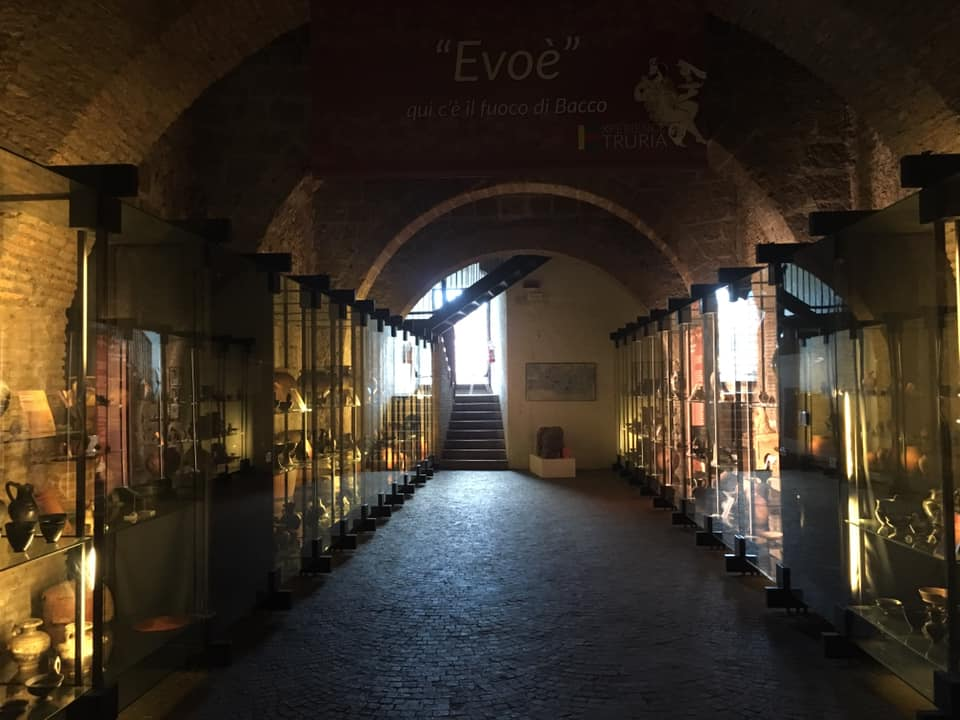 “Evoè”
qui c'è il fuoco di Bacco
TRURIA